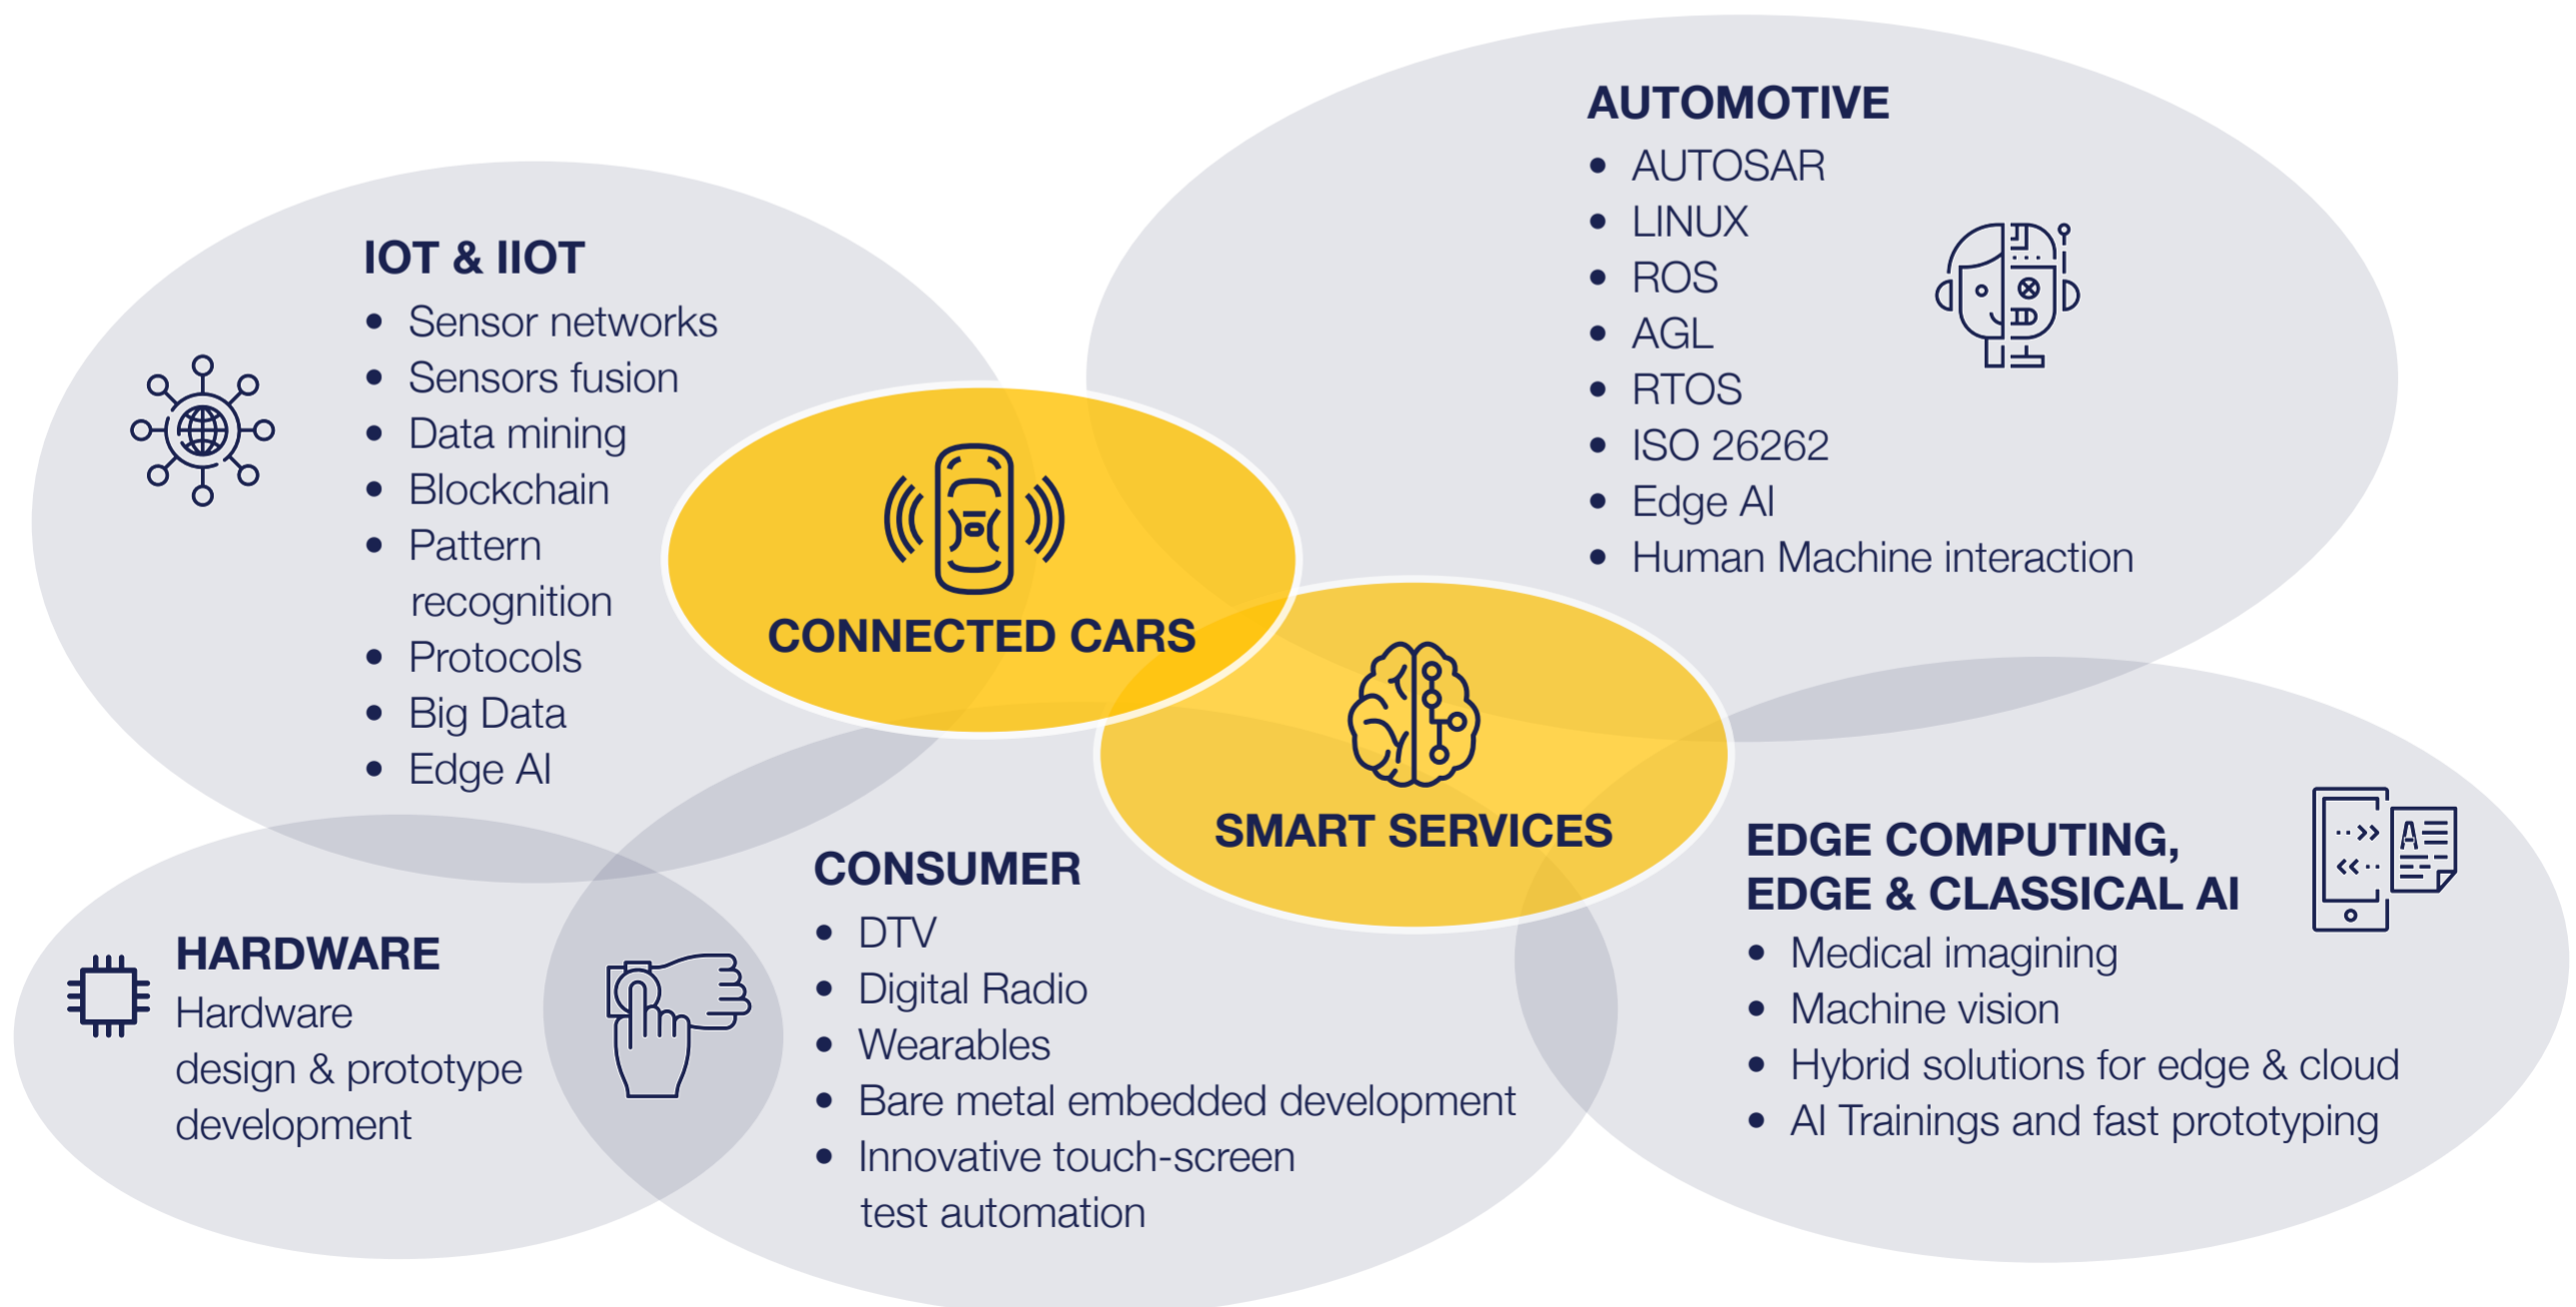 AUTOMOTIVE
• AUTOSAR
• LINUX
• ROS
• AGL
• RTOS
• ISO 26262
• Edge AI
• Human Machine interaction
IOT & IIOT
• Sensor networks
• Sensors fusion
• Data mining
• Blockchain
• Pattern
recognition
• Protocols
• Big Data
• Edge AI
CONNECTED CARS
SMART SERVICES
HARDWARE
Hardware
design & prototype
development
CONSUMER
• DTV
• Digital Radio
• Wearables
• Bare metal embedded development
• Innovative touch-screen
test automation
EDGE COMPUTING,
EDGE & CLASSICAL AI
• Medical imagining
• Machine vision
• Hybrid solutions for edge & cloud
• AI Trainings and fast prototyping
A